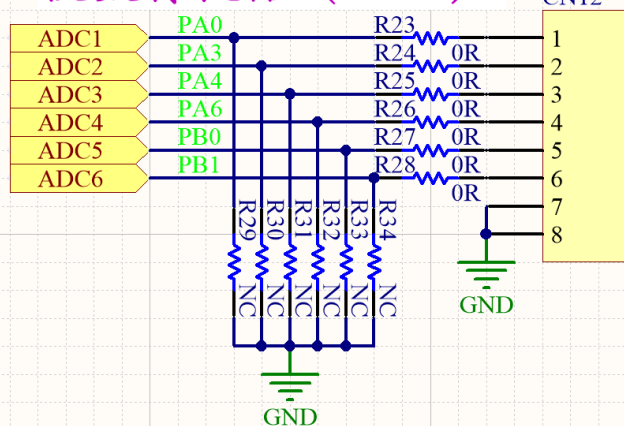 CN12
ADC1 PA0 R23 0R 1
ADC2 PA3 R24 0R 2
ADC3 PA4 R25 0R 3
ADC4 PA6 R26 0R 4
ADC5 PB0 R27 0R 5
ADC6 PB1 R28 0R 6
7
8
R29 R30 R31 R32 R33 R34
NC NC NC NC NC NC
GND
GND